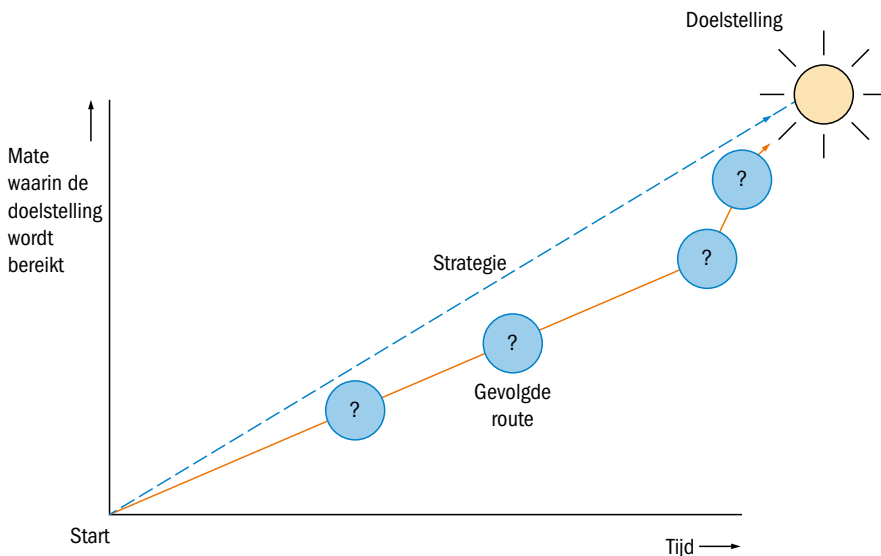 Doelstelling
Mate
waarin de
doelstelling
wordt
bereikt
?
?
Strategie
?
?
Gevolgde
route
Start
Tijd